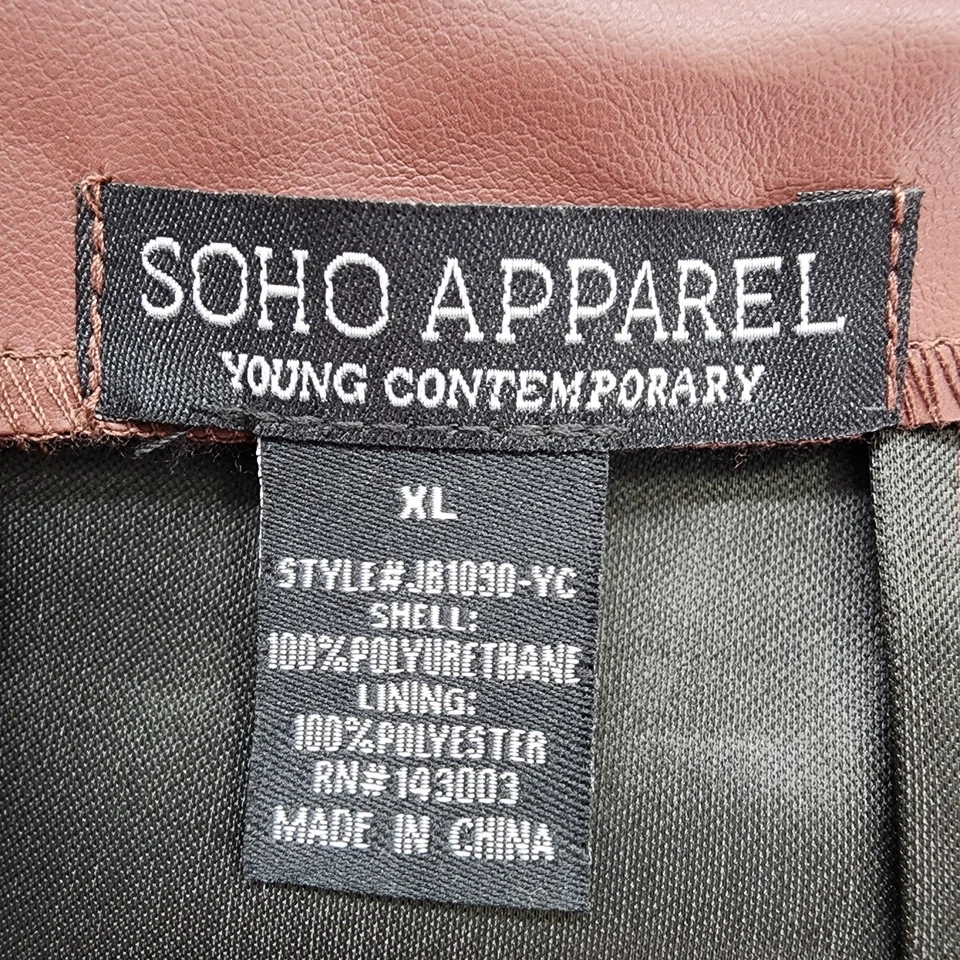 SOHO APPAREL
YOUNG CONTEMPORARY
XL
STYLE#JB1090-YC
SHELL:
100%POLYURETHANE
LINING:
100%POLYESTER
RN#143003
MADE IN CHINA